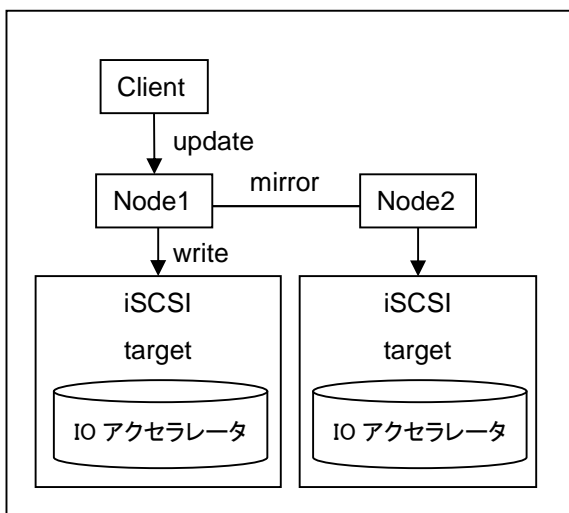 Client
update
mirror
Node1
Node2
write
iSCSI
target
IO アクセラレータ
iSCSI
target
IO アクセラレータ